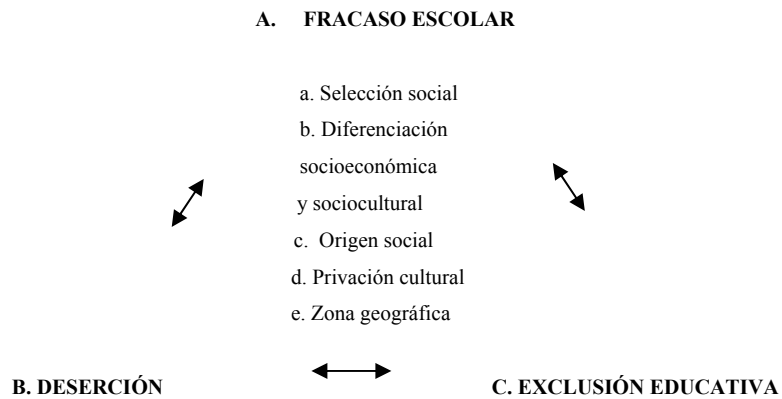 A. FRACASO ESCOLAR
a. Selección social
b. Diferenciación
socioeconómica
y sociocultural
c. Origen social
d. Privación cultural
e. Zona geográfica
B. DESERCIÓN
C. EXCLUSIÓN EDUCATIVA